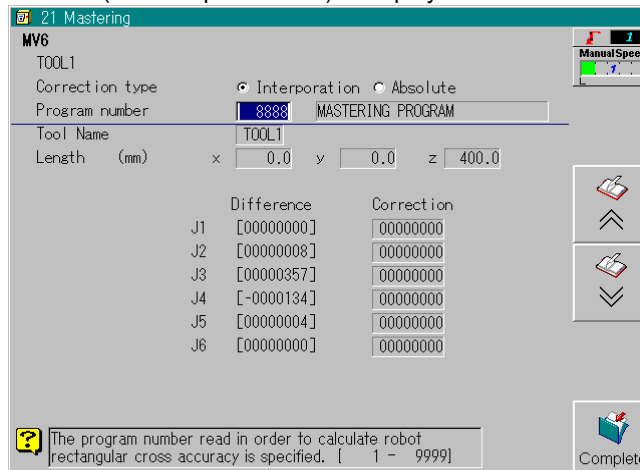 21 Mastering
MV6
TOOL1
1
Manual Spee
1
Correction type Interporation Absolute
Program number 8888 MASTERING PROGRAM
Tool Name TOOL1
Length (mm) x 0.0 y 0.0 z 400.0
Difference Correction
J1 [00000000] 00000000
J2 [00000008] 00000000
J3 [00000357] 00000000
J4 [-0000134] 00000000
J5 [00000004] 00000000
J6 [00000000] 00000000
The program number read in order to calculate robot
rectangular cross accuracy is specified. [ 1 - 9999]
Complet